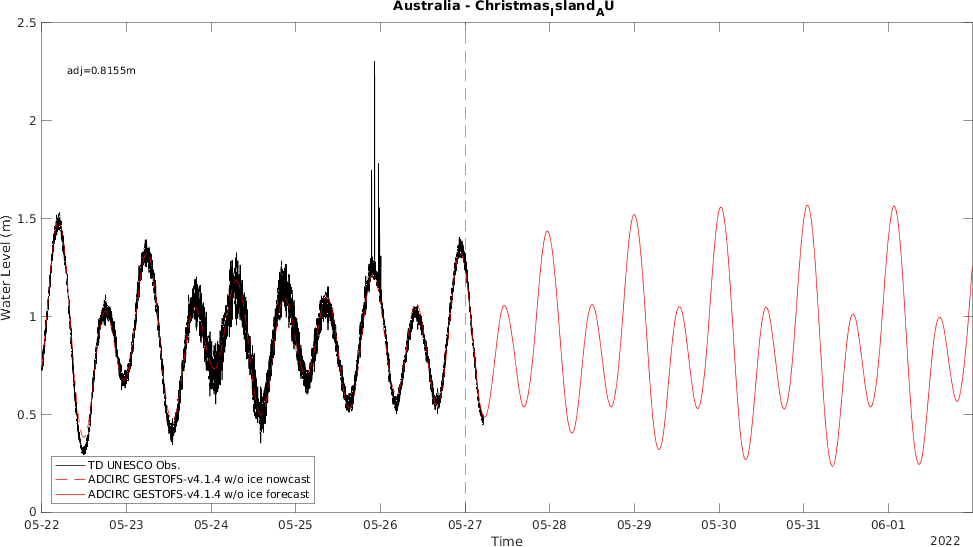 Australia - ChristmasIslandAU
adj=0.8155m
2.5
2
1.5
1
0.5
0
Water Level (m)
TD UNESCO Obs.
ADCIRC GESTOFS-v4.1.4 w/o ice nowcast
ADCIRC GESTOFS-v4.1.4 w/o ice forecast
05-22 05-23 05-24 05-25 05-26 05-27 05-28 05-29 05-30 05-31 06-01
Time
2022